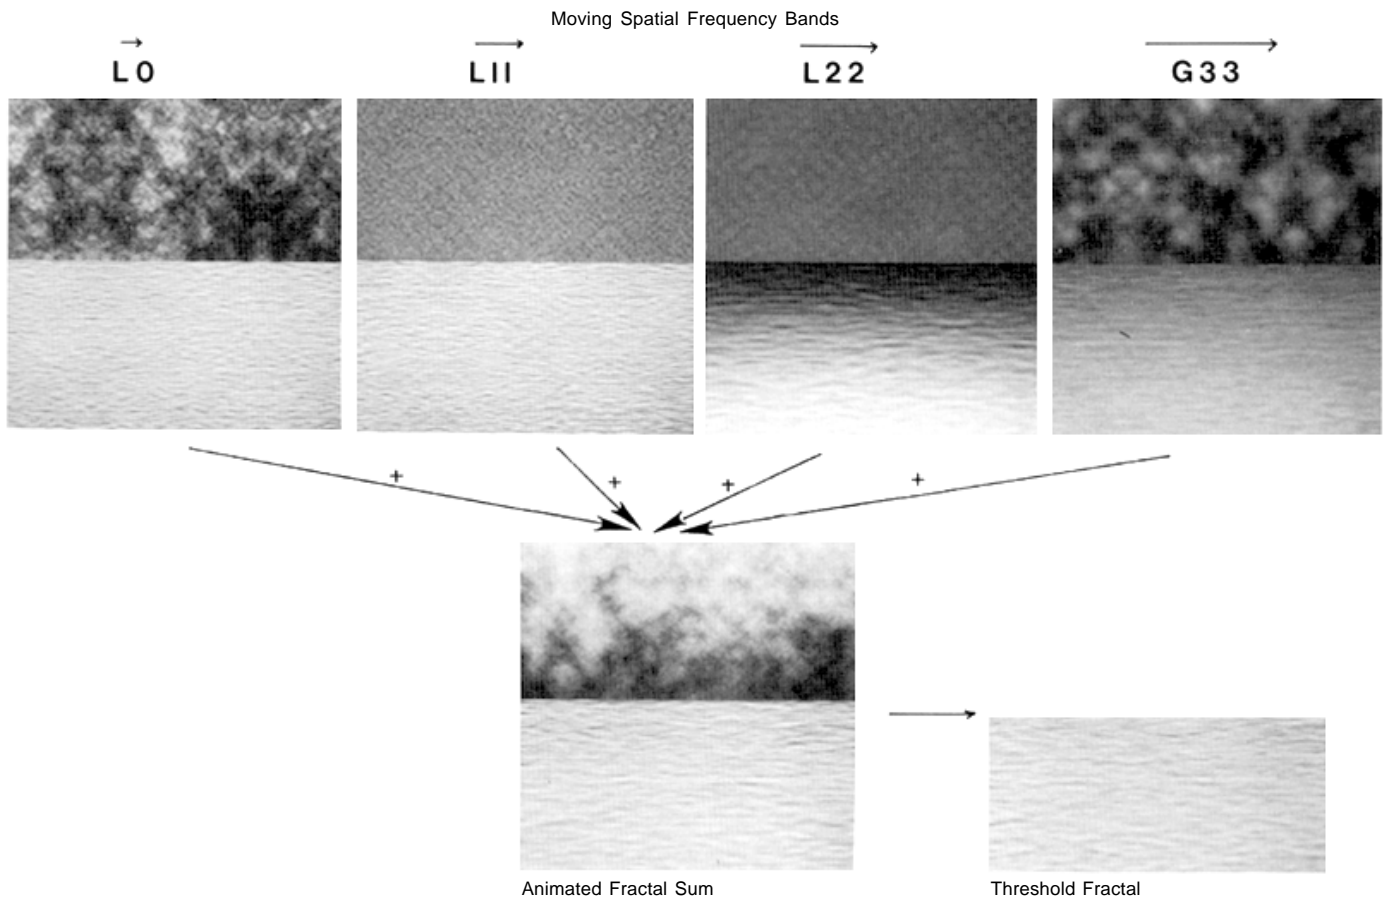 Moving Spatial Frequency Bands
L0
L11
L22
G33
+
+
+
+
Animated Fractal Sum
Threshold Fractal